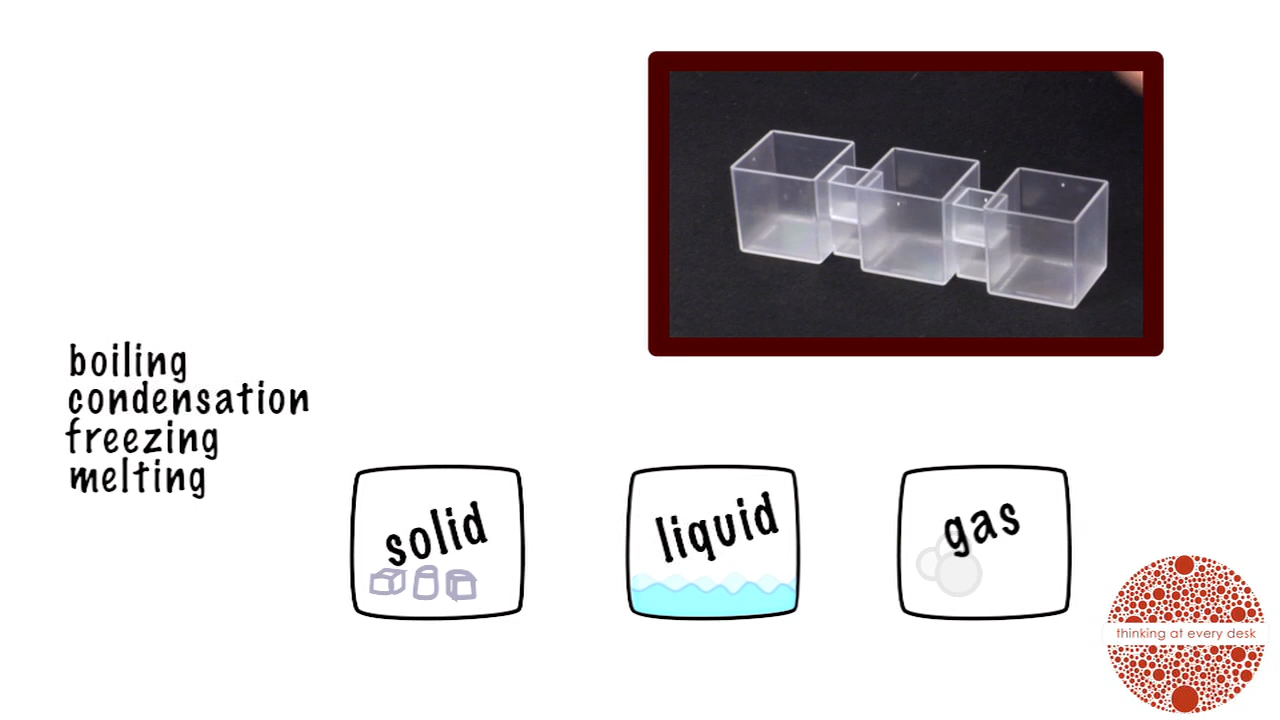 boiling
condensation
freezing
melting
solid
liquid
gas
thinking at every desk